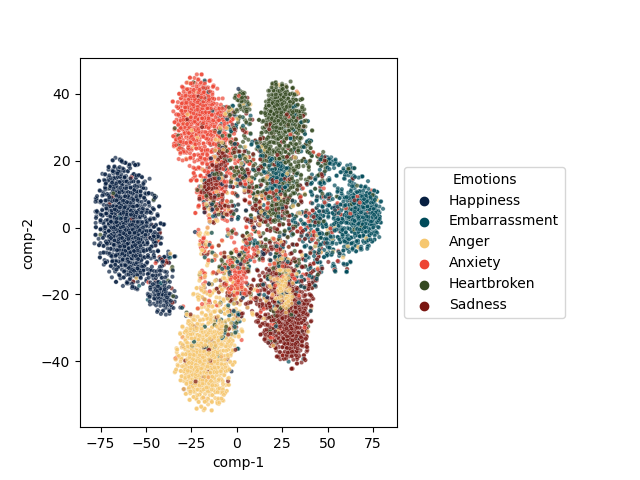 40
20
0
−20
−40
comp-2
−75
−50
−25
0
25
50
75
comp-1
Emotions
Happiness
Embarrassment
Anger
Anxiety
Heartbroken
Sadness